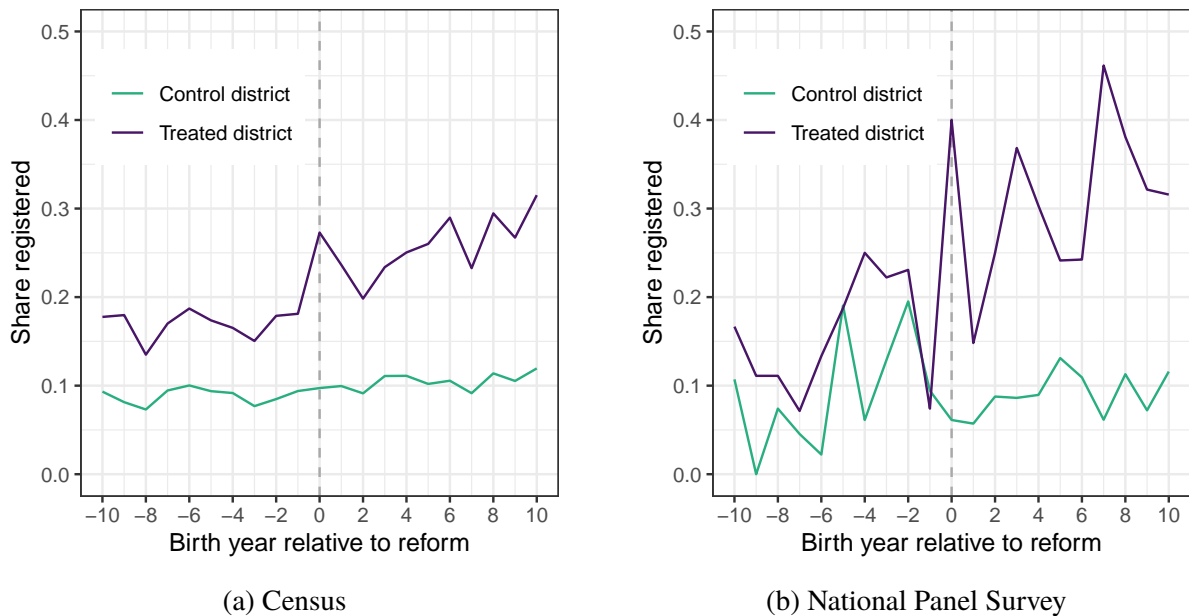 0.5
0.4
0.3
0.2
0.1
0.0
Share registered
Control district
Treated district
−10 −8 −6 −4 −2 0 2 4 6 8 10
Birth year relative to reform
(a) Census
0.5
0.4
0.3
0.2
0.1
0.0
Share registered
Control district
Treated district
−10 −8 −6 −4 −2 0 2 4 6 8 10
Birth year relative to reform
(b) National Panel Survey